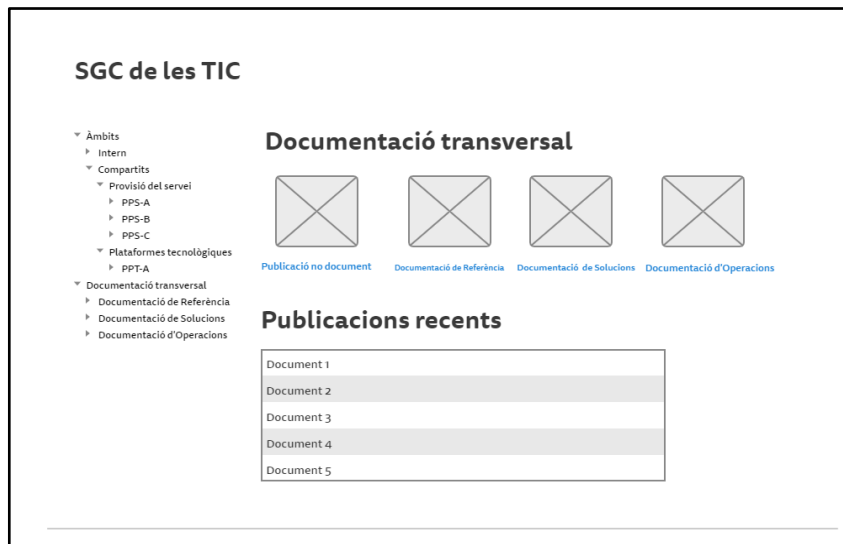 SGC de les TIC
Àmbits
Intern
Compartits
Provisió del servei
PPS-A
PPS-B
PPS-C
Plataformes tecnològiques
PPT-A
Documentació transversal
Documentació de Referència
Documentació de Solucions
Documentació d'Operacions
Documentació transversal
Publicació no document
Documentació de Referència
Documentació de Solucions
Documentació d'Operacions
Publicacions recents
Document 1
Document 2
Document 3
Document 4
Document 5